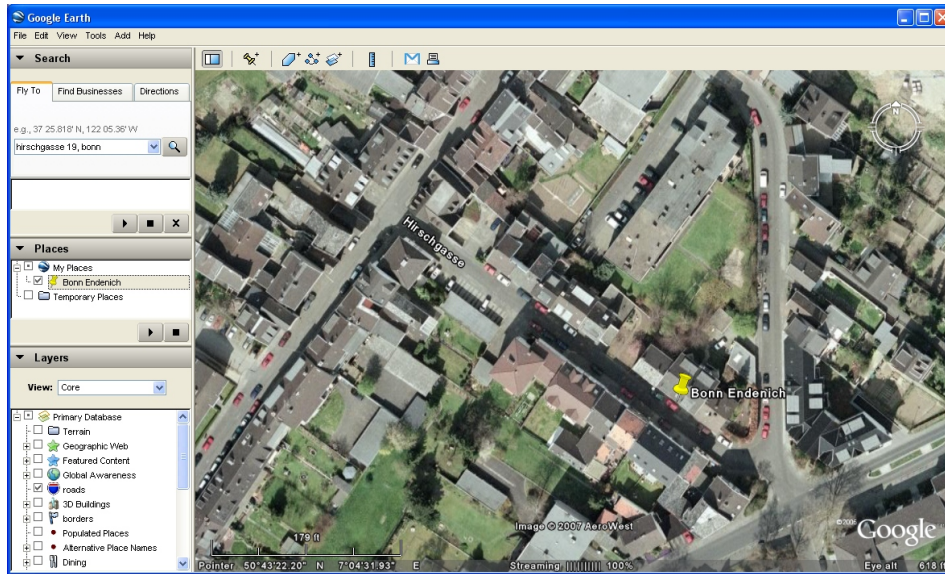 Google Earth
File Edit View Tools Add Help
Search
Fly To Find Businesses Directions
e.g., 37 25.818' N, 122 05.36' W
hirschgasse 19, bonn
Places
My Places
Bonn Endenich
Temporary Places
Layers
View: Core
Primary Database
Terrain
Geographic Web
Featured Content
Global Awareness
roads
3D Buildings
borders
Populated Places
Alternative Place Names
Dining
Hirschgasse
Bonn Endenich
Image © 2007 AeroWest
©2006 Google
179 ft
Pointer 50°43'22.20" N 7°04'31.93" E Streaming |||||||||| 100% Eye alt 618 ft
N